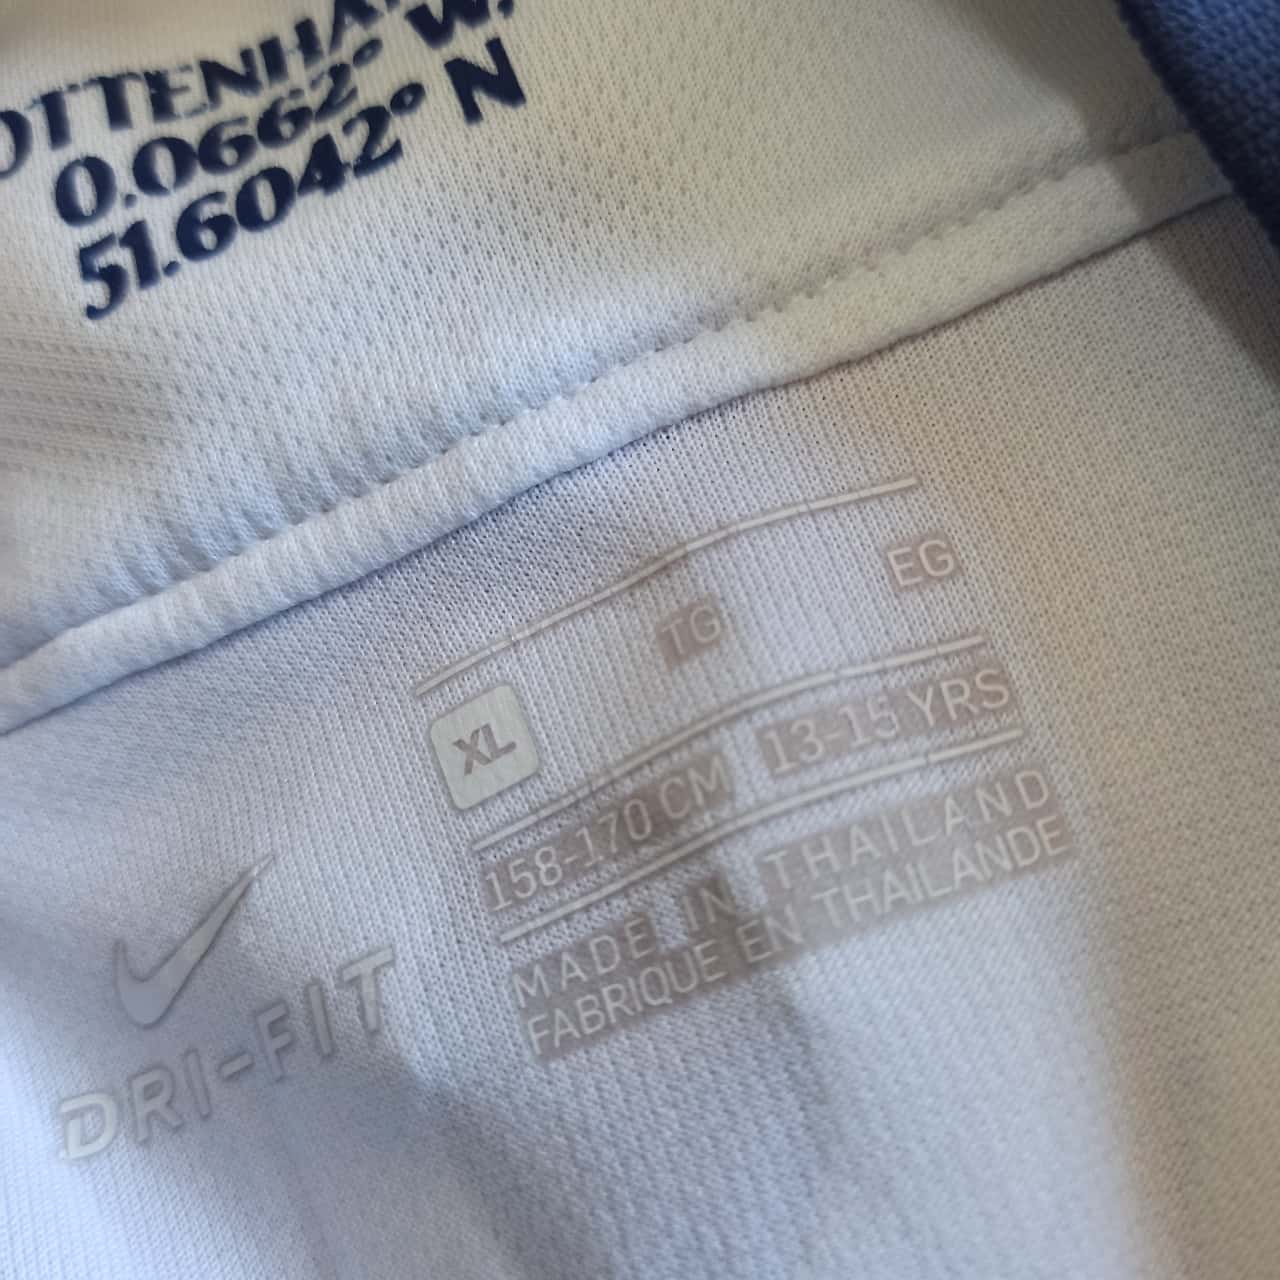 0.0662° W.
51.6042° N
XL TG EG
158-170 CM 13-15 YRS
MADE IN THAILAND
FABRIQUE EN THAILANDE
DRI-FIT